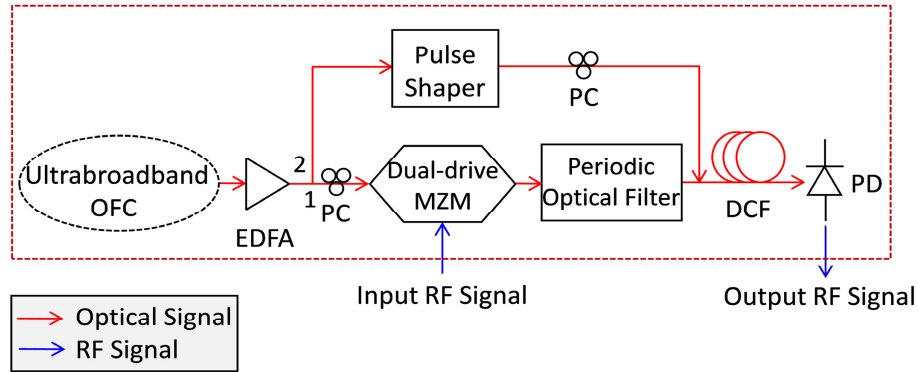 Pulse
Shaper
PC
Ultrabroadband
OFC
EDFA
2
1
PC
Dual-drive
MZM
Periodic
Optical Filter
DCF
PD
Input RF Signal
Output RF Signal
Optical Signal
RF Signal